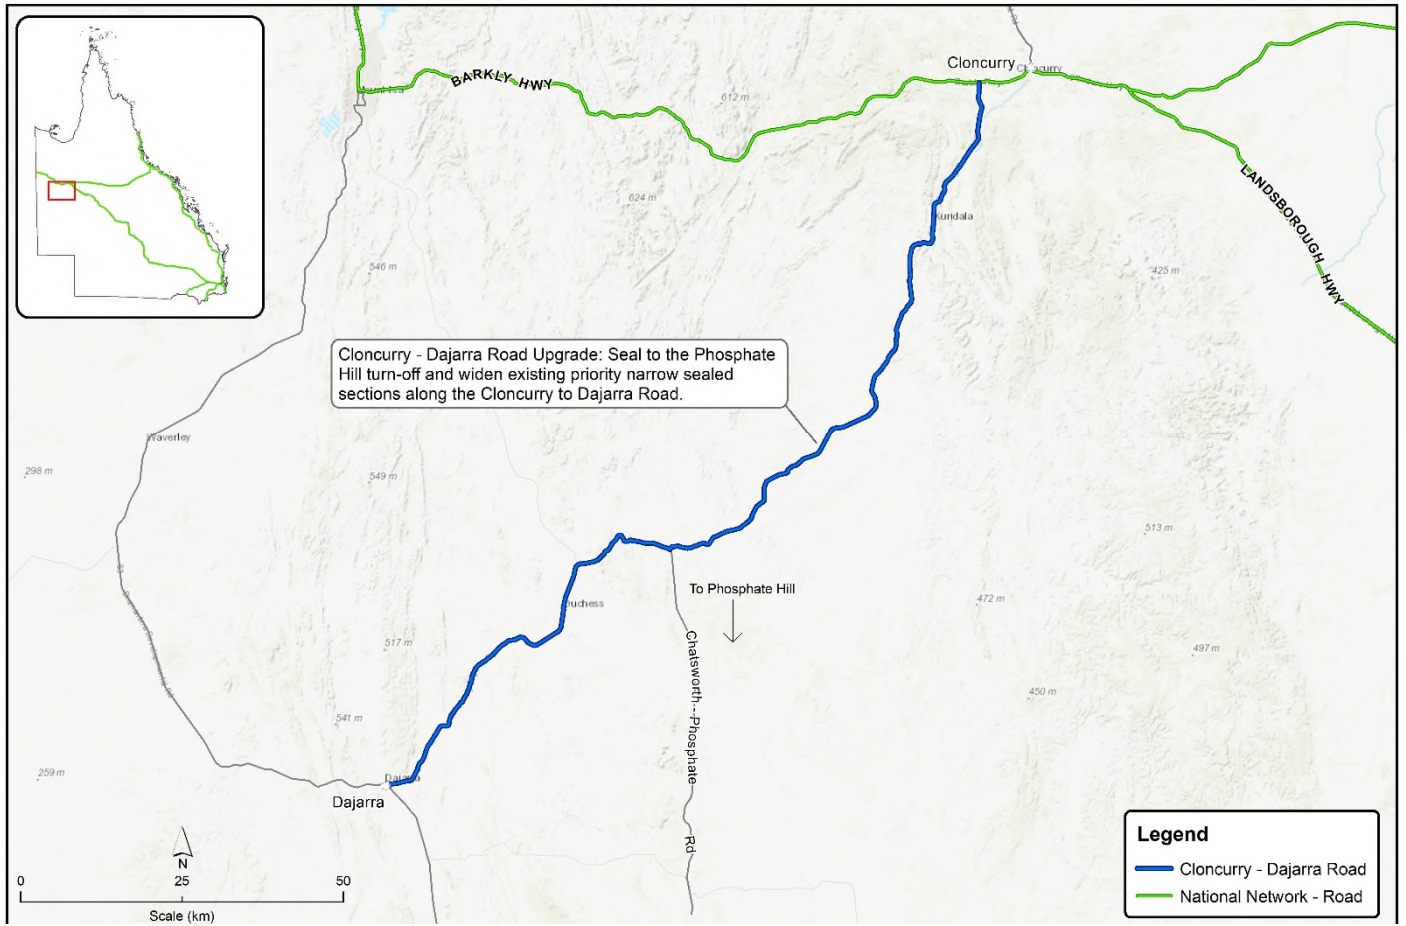 Cloncurry
Cloncurry
BARKLY HWY
612 m
624 m
Kuridala
LANDSBOROUGH HWY
546 m
425 m
Cloncurry - Dajarra Road Upgrade: Seal to the Phosphate
Hill turn-off and widen existing priority narrow sealed
sections along the Cloncurry to Dajarra Road.
Waverley
298 m
549 m
513 m
To Phosphate Hill
Duchess
472 m
517 m
497 m
Chatsworth---Phosphate Rd
450 m
541 m
259 m
Dajarra
Dajarra
N
0 25 50
Scale (km)
Legend
Cloncurry - Dajarra Road
National Network - Road